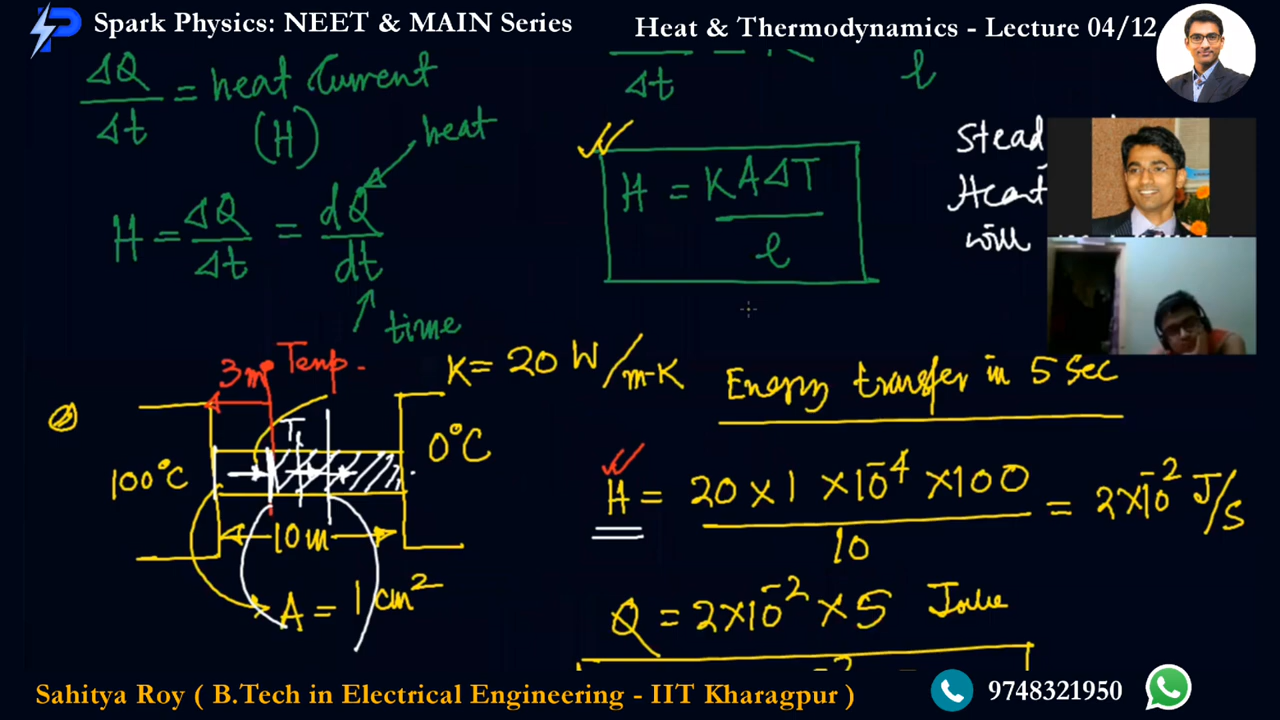 Spark Physics: NEET & MAIN Series
Heat & Thermodynamics - Lecture 04/12
ΔQ/Δt = heat Current
(H)
heat
H = ΔQ/Δt = dQ/dt
time
Δt
l
H = KAΔT/l
Stead
Heat
will
3m
Temp.
K = 20 W/m-K
T₁
100°C
0°C
10m
A = 1 cm²
Energy transfer in 5 sec
H = 20 × 1 × 10⁻⁴ × 100 / 10 = 2×10⁻² J/s
Q = 2×10⁻² × 5 Joule
Sahitya Roy ( B.Tech in Electrical Engineering - IIT Kharagpur )
9748321950